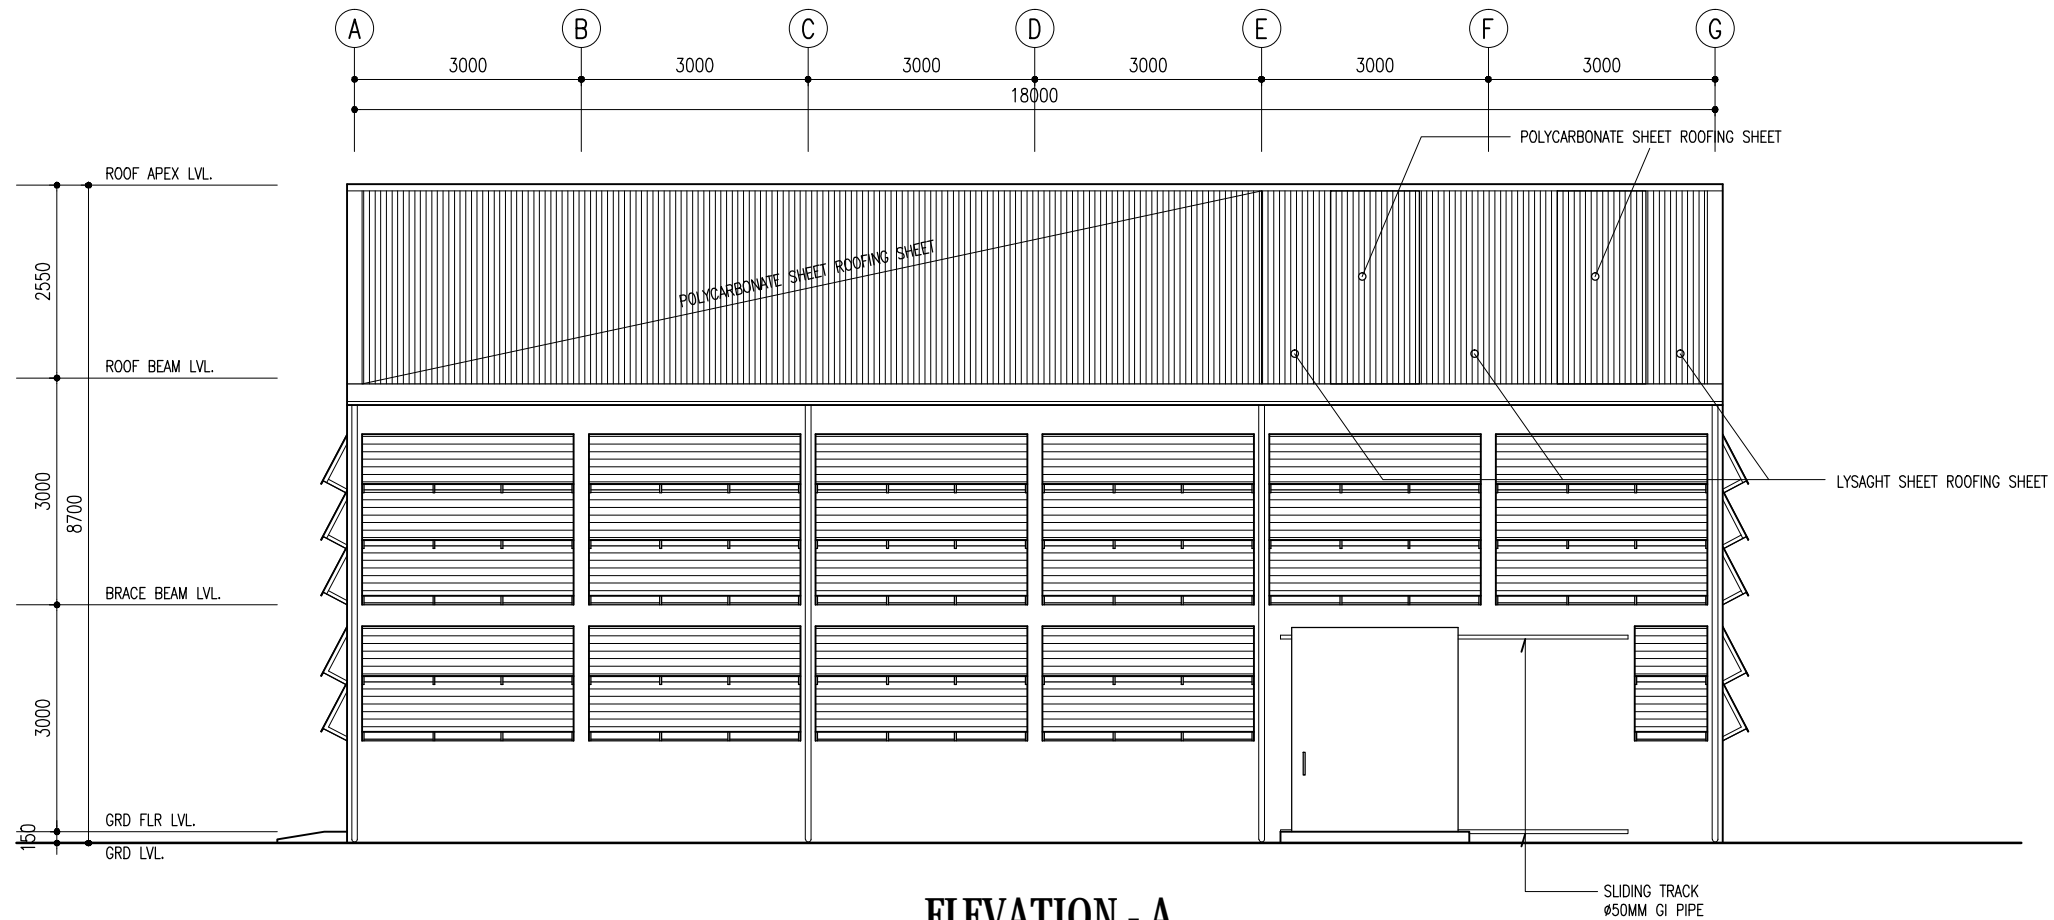 A B C D E F G
3000 3000 3000 3000 3000 3000
18000
POLYCARBONATE SHEET ROOFING SHEET
ROOF APEX LVL.
POLYCARBONATE SHEET ROOFING SHEET
2550
ROOF BEAM LVL.
3000
8700
LYSAGHT SHEET ROOFING SHEET
BRACE BEAM LVL.
3000
GRD FLR LVL.
150
GRD LVL.
SLIDING TRACK
ø50MM GI PIPE
ELEVATION - A